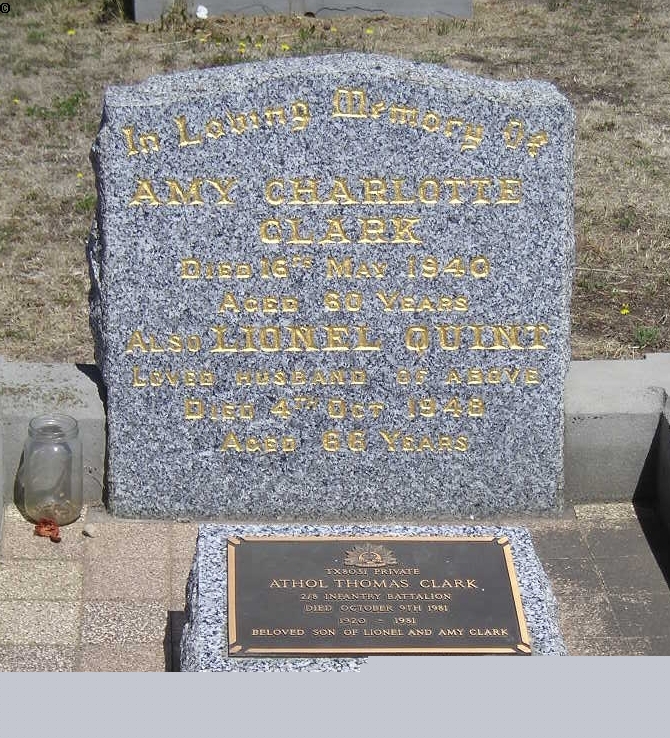 In Loving Memory Of
AMY CHARLOTTE
CLARK
DIED 16TH MAY 1940
AGED 60 YEARS
ALSO LIONEL QUINT
LOVED HUSBAND OF ABOVE
DIED 4TH OCT 1948
AGED 66 YEARS
TX8031 PRIVATE
ATHOL THOMAS CLARK
2/8 INFANTRY BATTALION
DIED OCTOBER 9TH 1981
1920 - 1981
BELOVED SON OF LIONEL AND AMY CLARK